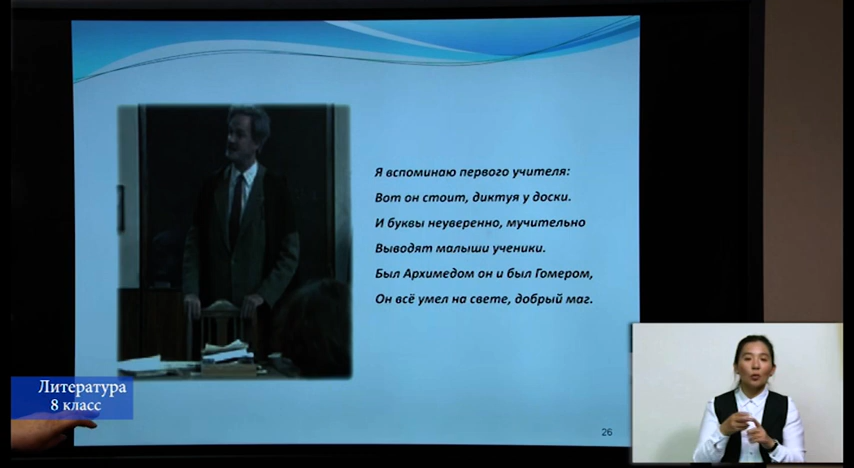 Я вспоминаю первого учителя:
Вот он стоит, диктуя у доски.
И буквы неуверенно, мучительно
Выводят малыши ученики.
Был Архимедом он и был Гомером,
Он всё умел на свете, добрый маг.
Литература
8 класс
26